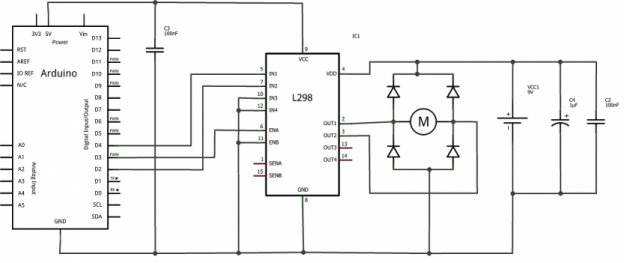 3V3 5V Vin
Power
RST
AREF
IO REF
N/C
Arduino
D13
D12
PWM D11
PWM D10
PWM D9
D8
D7
PWM D6
PWM D5
D4
PWM D3
D2
D1
D0
SCL
SDA
Digital Input/Output
A0
A1
A2
A3
A4
A5
Analog Input
GND
C3
100nF
IC1
9
VCC
L298
5 IN1
7 IN2
10 IN3
12 IN4
6 ENA
11 ENB
1 SENA
15 SENB
VDD 4
OUT1 2
OUT2 3
OUT3 13
OUT4 14
GND
8
M
VCC1
9V
+
-
C4
1µF
+
C2
100nF